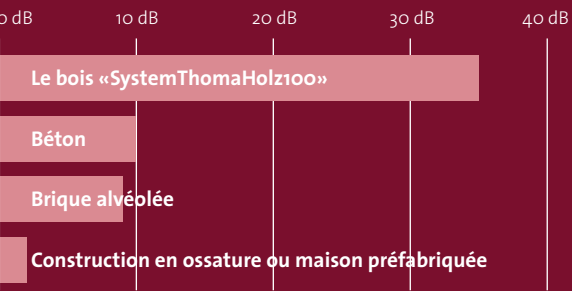 0 dB 10 dB 20 dB 30 dB 40 dB
Le bois «SystemThomaHolz100»
Béton
Brique alvéolée
Construction en ossature ou maison préfabriquée